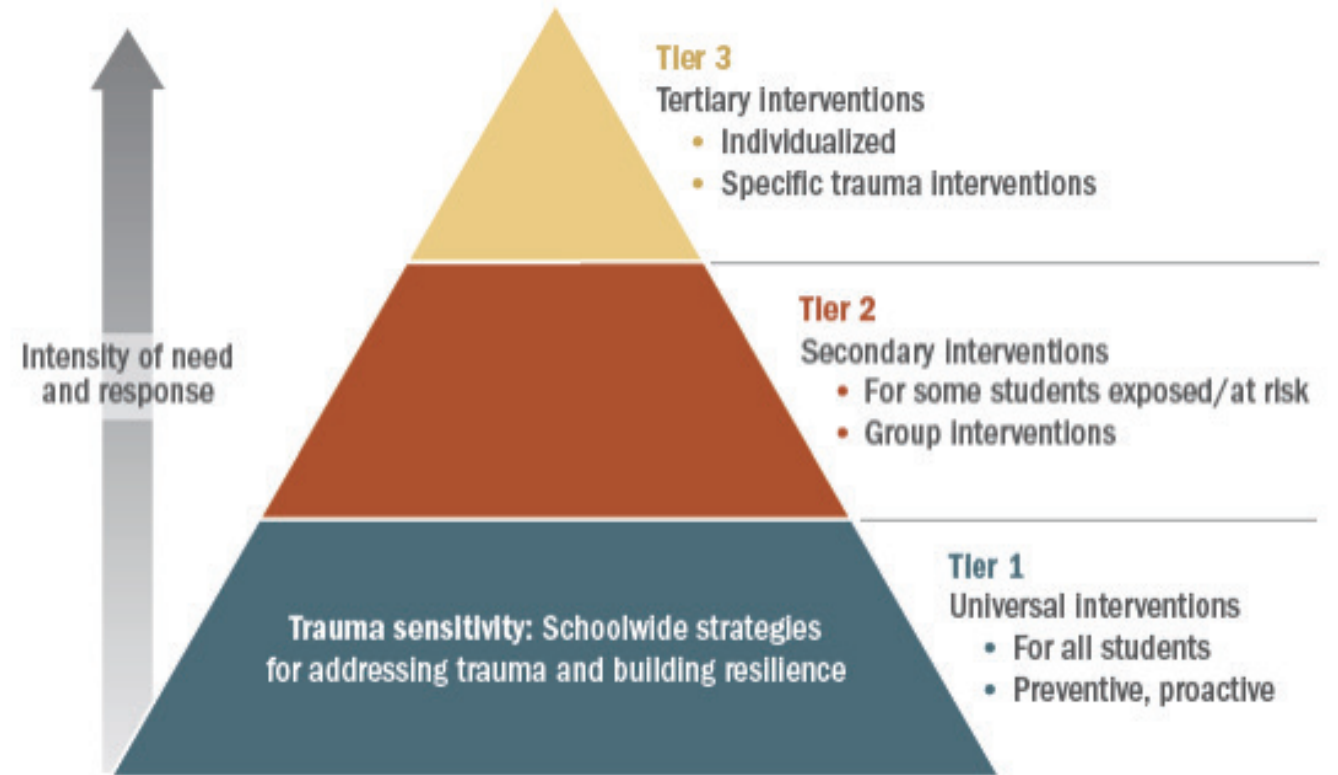 Tier 3
Tertiary interventions
• Individualized
• Specific trauma interventions
Tier 2
Secondary interventions
• For some students exposed/at risk
• Group interventions
Intensity of need
and response
Tier 1
Universal interventions
• For all students
• Preventive, proactive
Trauma sensitivity: Schoolwide strategies
for addressing trauma and building resilience